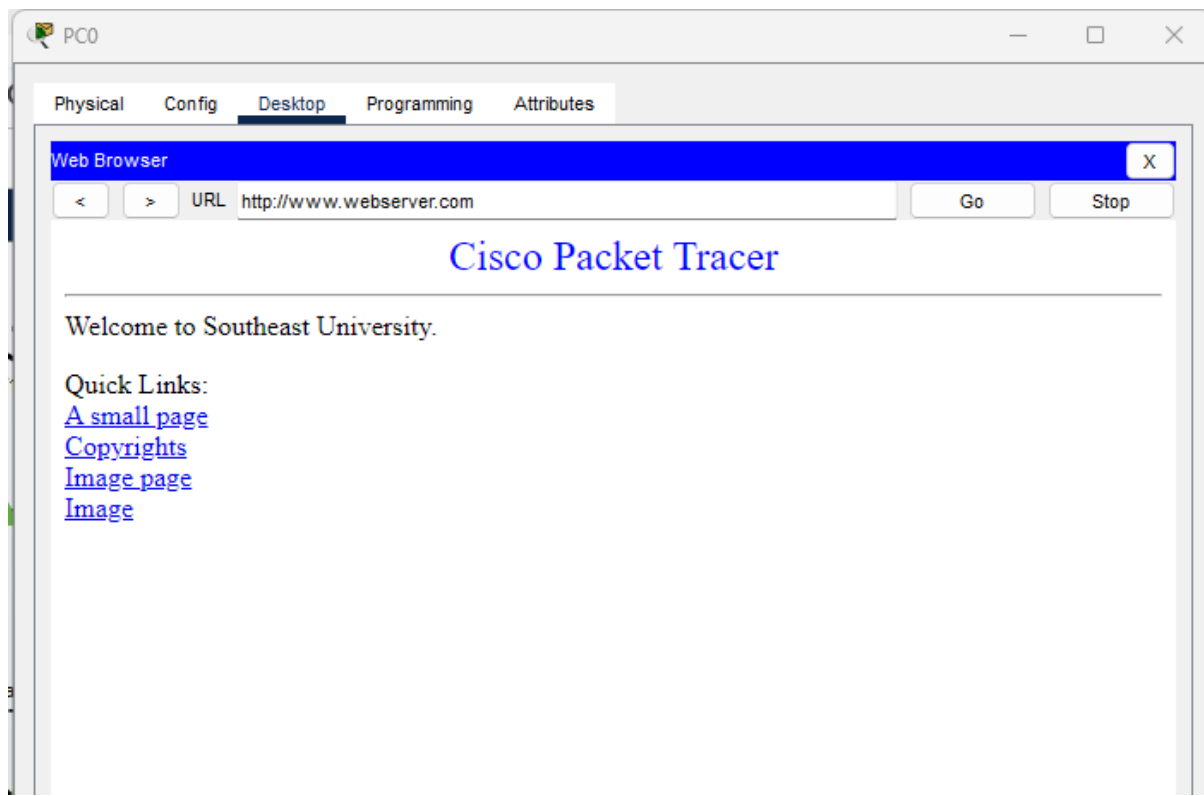 PC0
Physical Config Desktop Programming Attributes
Web Browser X
< > URL http://www.webserver.com Go Stop
Cisco Packet Tracer
Welcome to Southeast University.
Quick Links:
A small page
Copyrights
Image page
Image